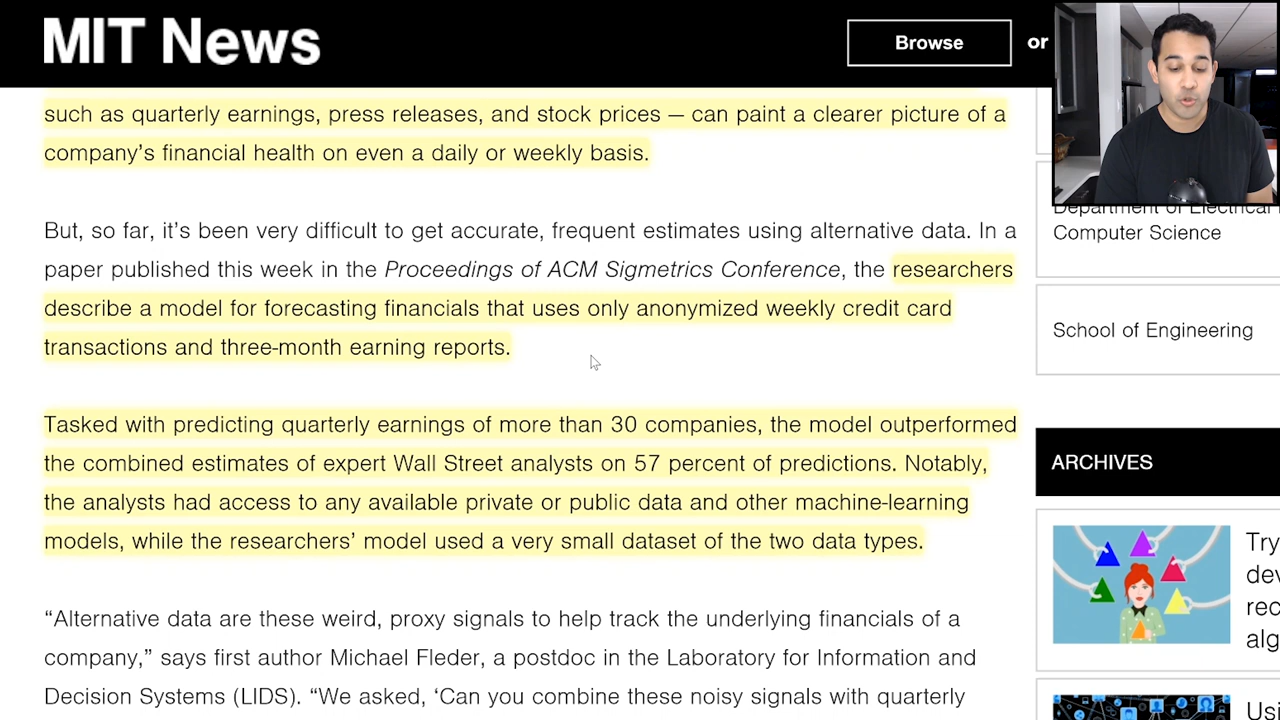 MIT News
Browse
or
such as quarterly earnings, press releases, and stock prices — can paint a clearer picture of a
company’s financial health on even a daily or weekly basis.
But, so far, it’s been very difficult to get accurate, frequent estimates using alternative data. In a
paper published this week in the Proceedings of ACM Sigmetrics Conference, the researchers
describe a model for forecasting financials that uses only anonymized weekly credit card
transactions and three-month earning reports.
Tasked with predicting quarterly earnings of more than 30 companies, the model outperformed
the combined estimates of expert Wall Street analysts on 57 percent of predictions. Notably,
the analysts had access to any available private or public data and other machine-learning
models, while the researchers’ model used a very small dataset of the two data types.
“Alternative data are these weird, proxy signals to help track the underlying financials of a
company,” says first author Michael Fleder, a postdoc in the Laboratory for Information and
Decision Systems (LIDS). “We asked, ‘Can you combine these noisy signals with quarterly
Department of Electrical
Computer Science
School of Engineering
ARCHIVES
Try
dev
rec
alg
Usi